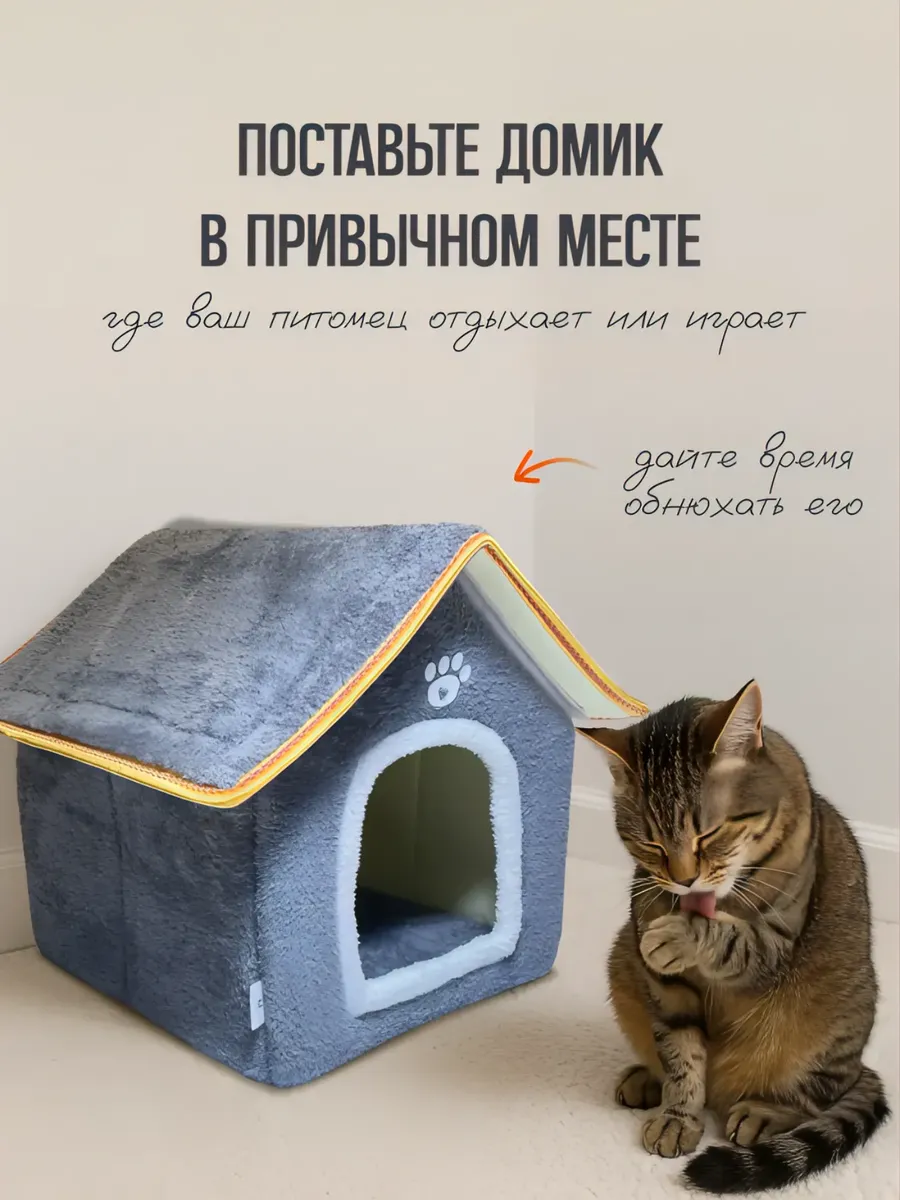 ПОСТАВЬТЕ ДОМИК
В ПРИВЫЧНОМ МЕСТЕ
где ваш питомец отдыхает или играет
дайте время
обнюхать его